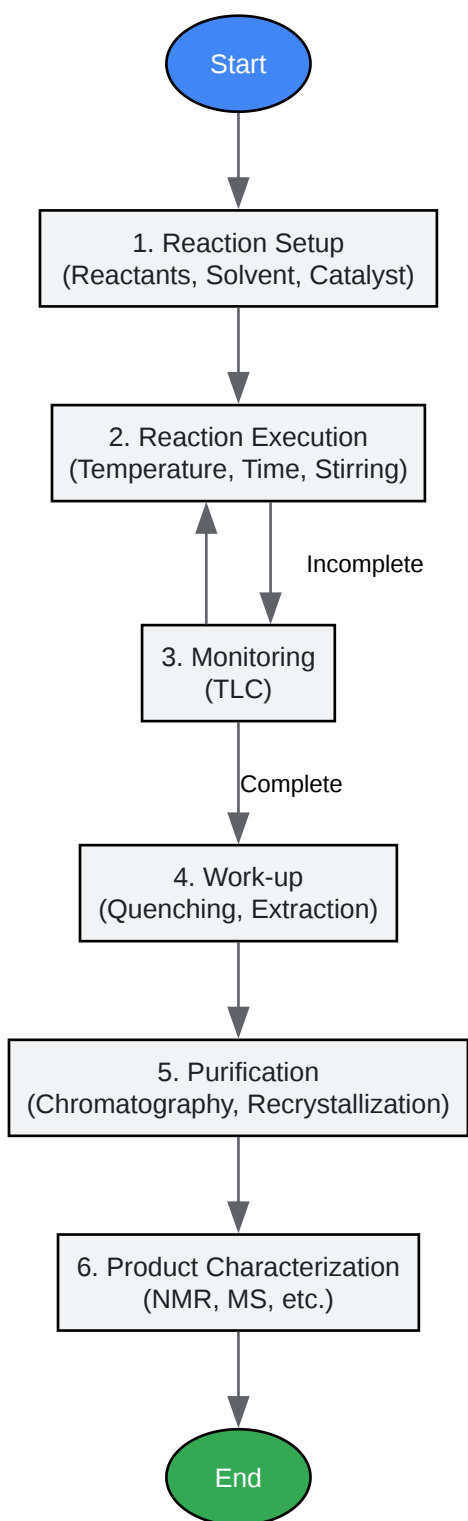 Start
1. Reaction Setup
(Reactants, Solvent, Catalyst)
2. Reaction Execution
(Temperature, Time, Stirring)
Incomplete
3. Monitoring
(TLC)
Complete
4. Work-up
(Quenching, Extraction)
5. Purification
(Chromatography, Recrystallization)
6. Product Characterization
(NMR, MS, etc.)
End